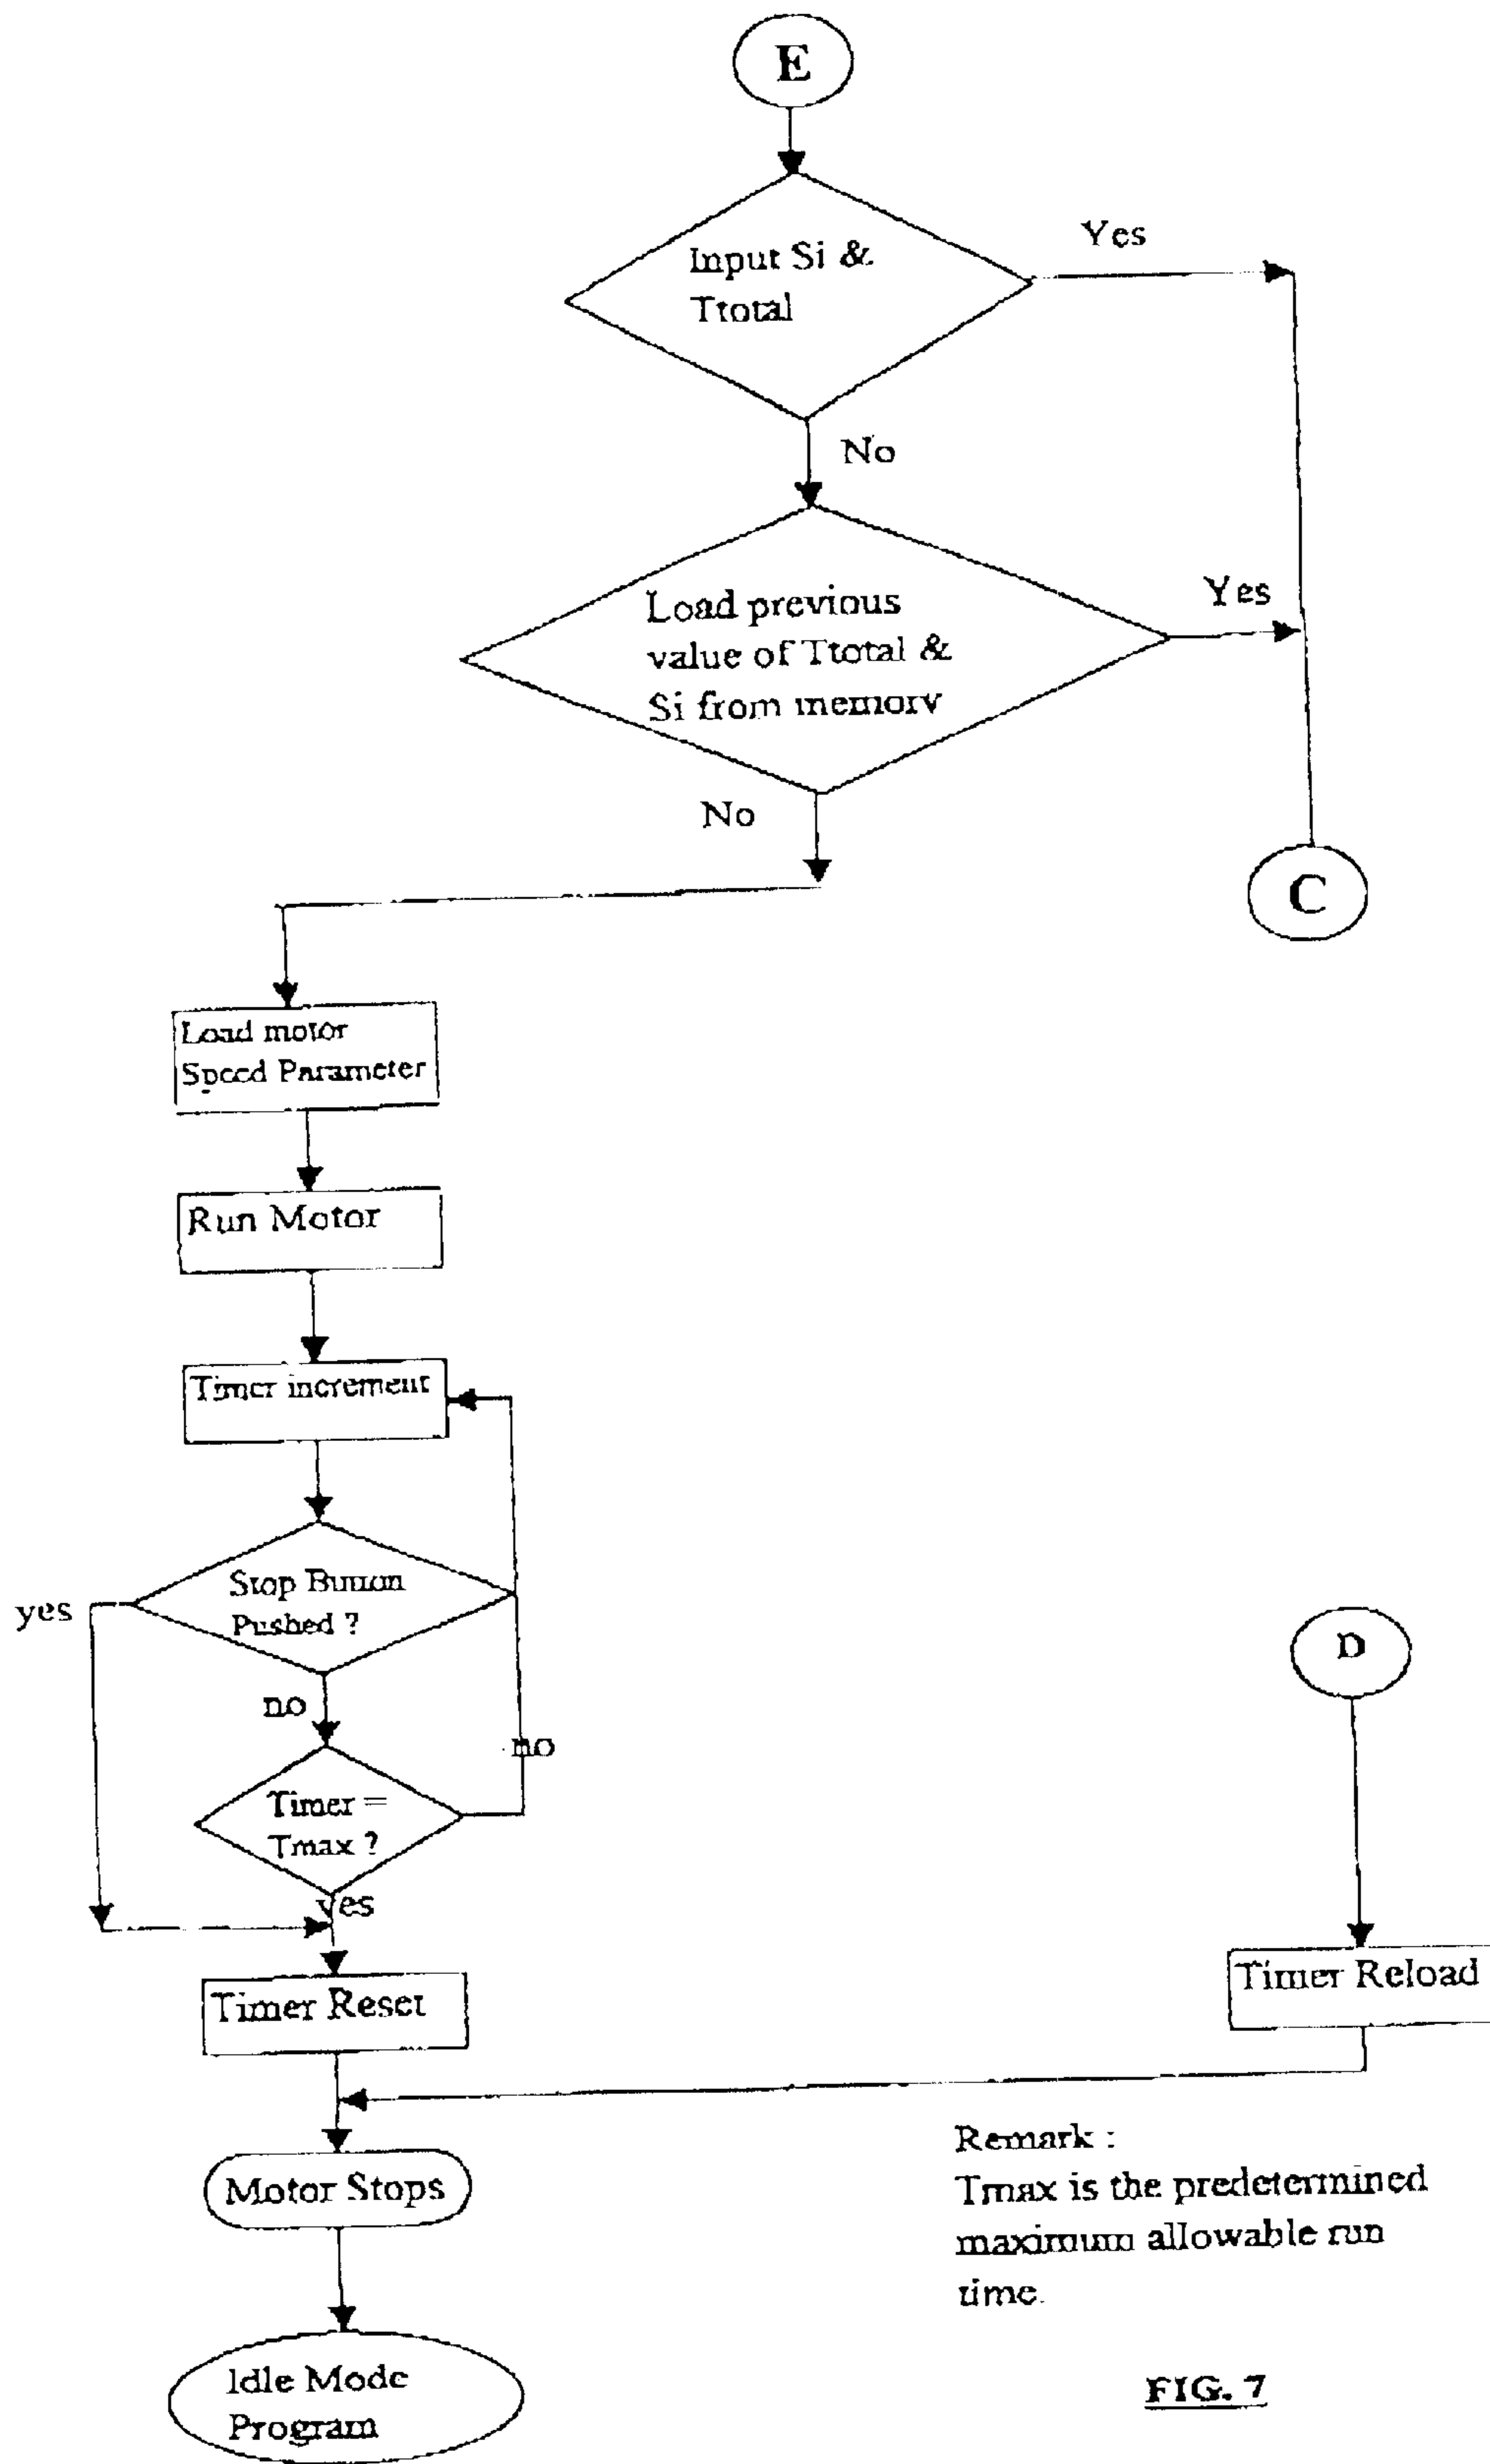 E
Input Si &
Ttotal
Yes
No
Load previous
value of Ttotal &
Si from memory
Yes
No
C
Load motor
Speed Parameter
Run Motor
Timer increment
Stop Button
Pushed ?
yes
no
no
Timer =
Tmax ?
yes
D
Timer Reset
Timer Reload
Motor Stops
Remark :
Tmax is the predetermined
maximum allowable run
time.
Idle Mode
Program
FIG. 7